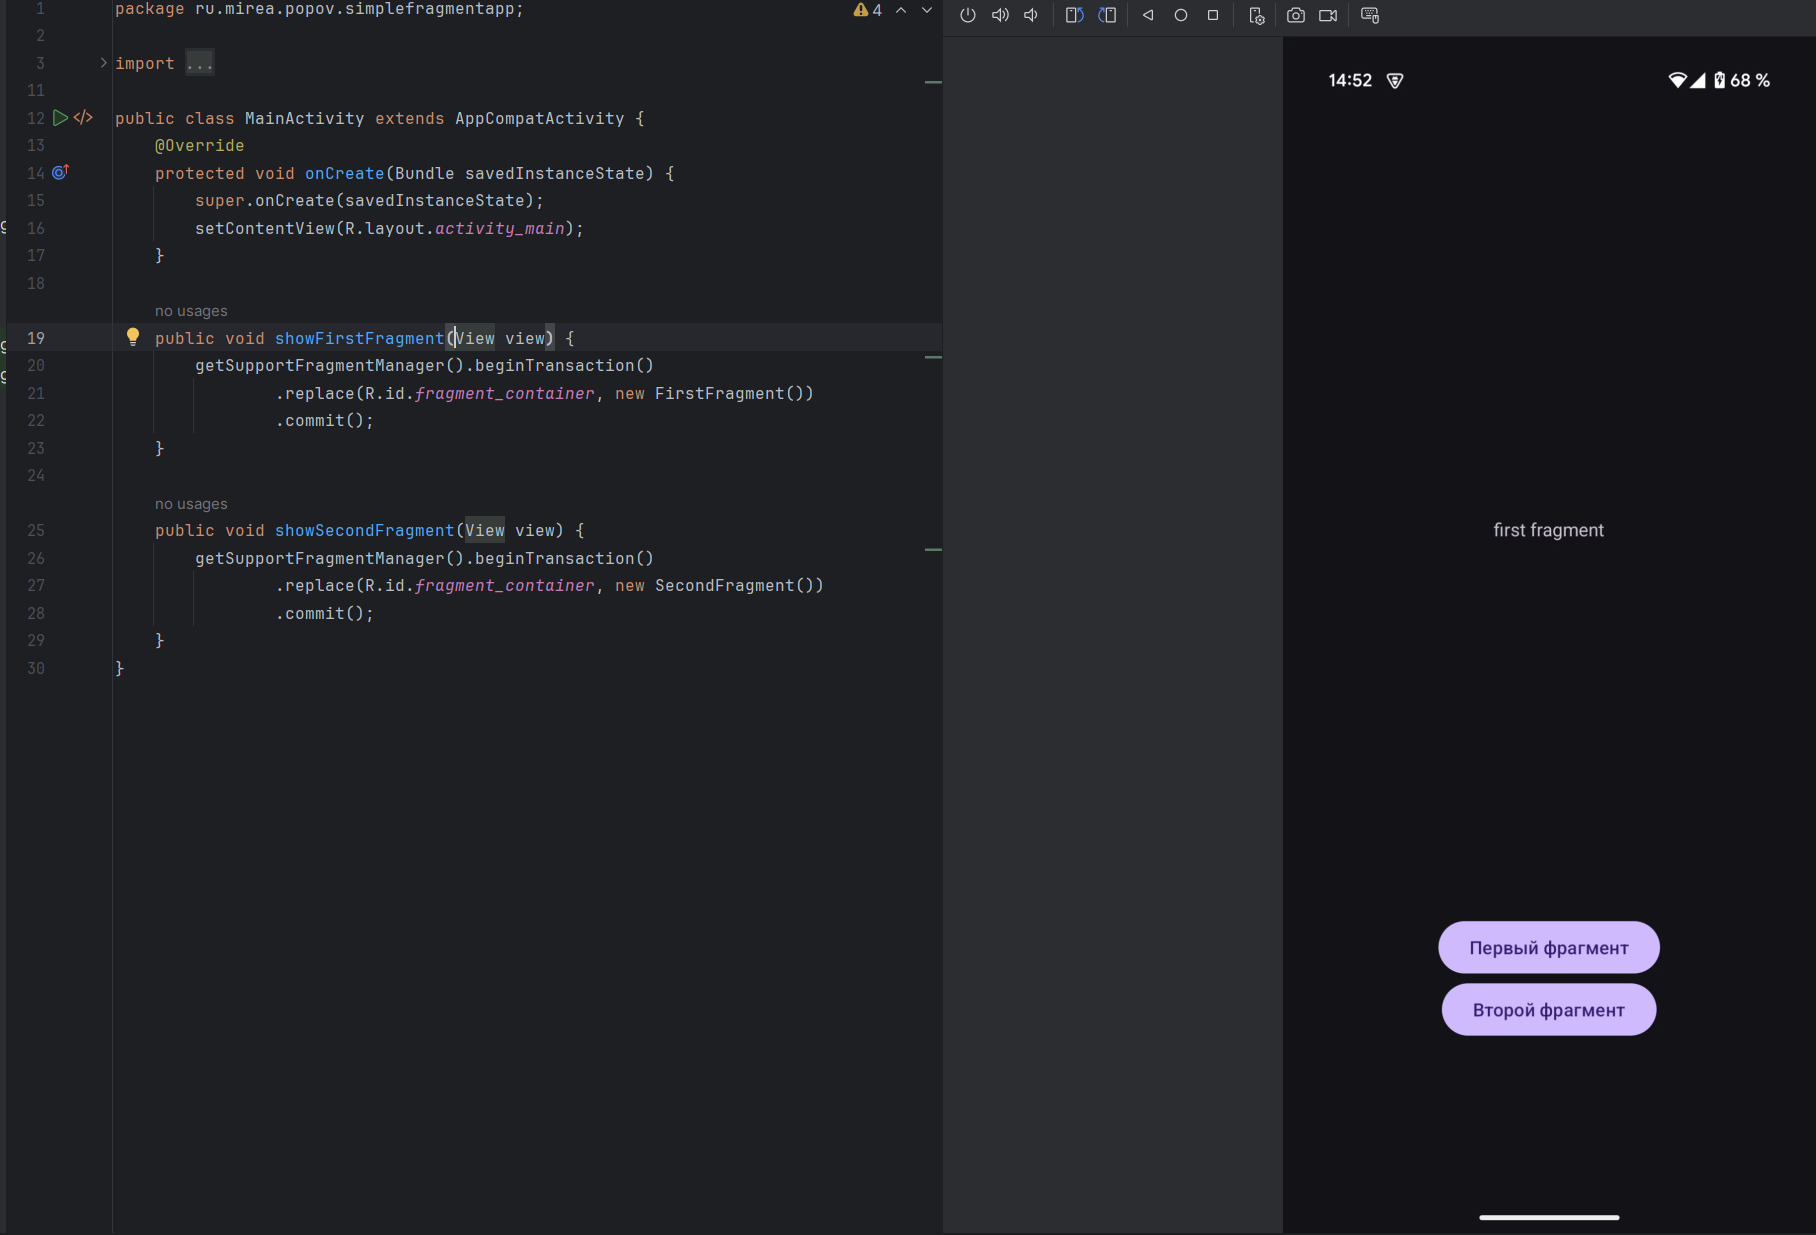 1 package ru.mirea.popov.simplefragmentapp;
4
2
3 import ...
11
12 public class MainActivity extends AppCompatActivity {
13 @Override
14 protected void onCreate(Bundle savedInstanceState) {
15 super.onCreate(savedInstanceState);
16 setContentView(R.layout.activity_main);
17 }
18
no usages
19 public void showFirstFragment(View view) {
20 getSupportFragmentManager().beginTransaction()
21 .replace(R.id.fragment_container, new FirstFragment())
22 .commit();
23 }
24
no usages
25 public void showSecondFragment(View view) {
26 getSupportFragmentManager().beginTransaction()
27 .replace(R.id.fragment_container, new SecondFragment())
28 .commit();
29 }
30 }
14:52
68 %
first fragment
Первый фрагмент
Второй фрагмент